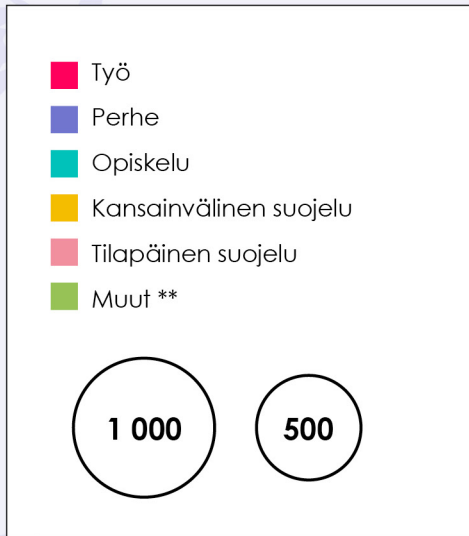 Työ
Perhe
Opiskelu
Kansainvälinen suojelu
Tilapäinen suojelu
Muut **
1 000
500